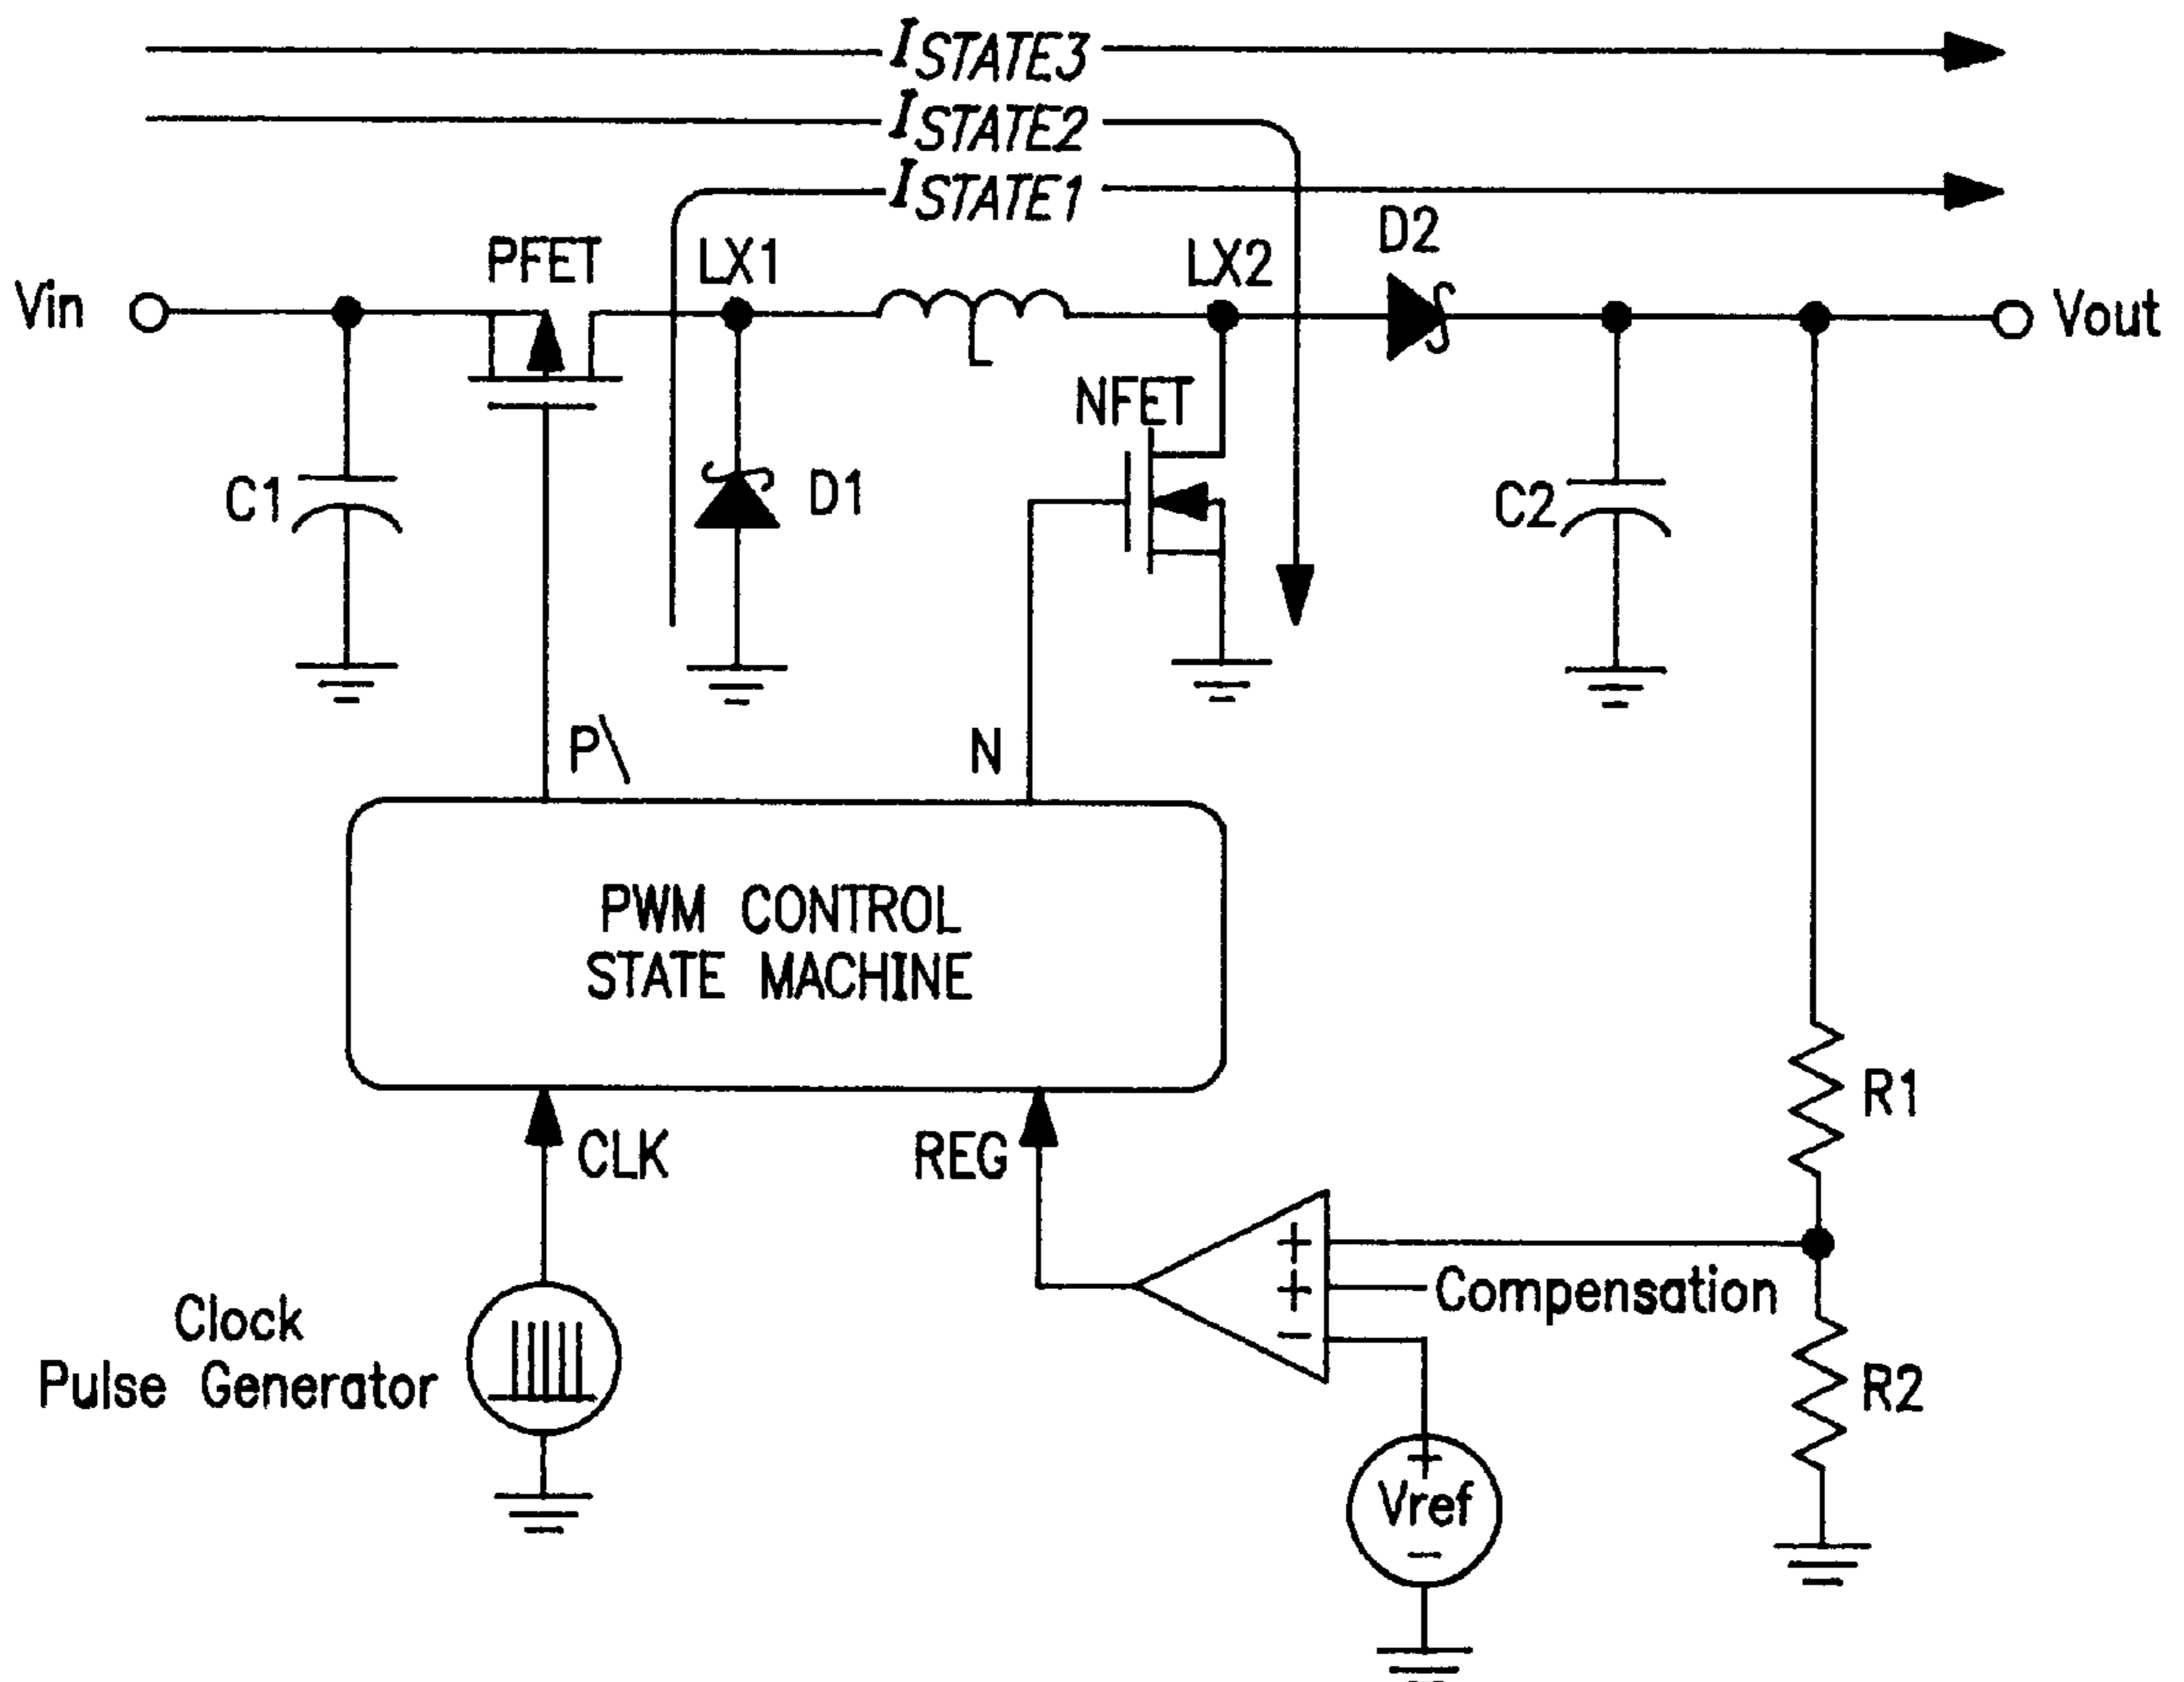 ISTATE3
ISTATE2
ISTATE1
D2
PFET
LX1
LX2
Vin
Vout
NFET
C1
D1
C2
L
P\
N
PWM CONTROL
STATE MACHINE
R1
CLK
REG
+
+
-
Compensation
Clock
Pulse Generator
R2
+
Vref
-